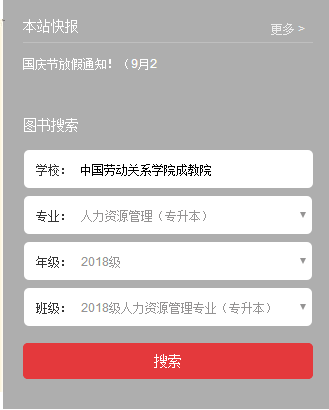 本站快报 更多 >
国庆节放假通知！（9月2
图书搜索
学校： 中国劳动关系学院成教院
专业： 人力资源管理（专升本）
年级： 2018级
班级： 2018级人力资源管理专业（专升本）
搜索